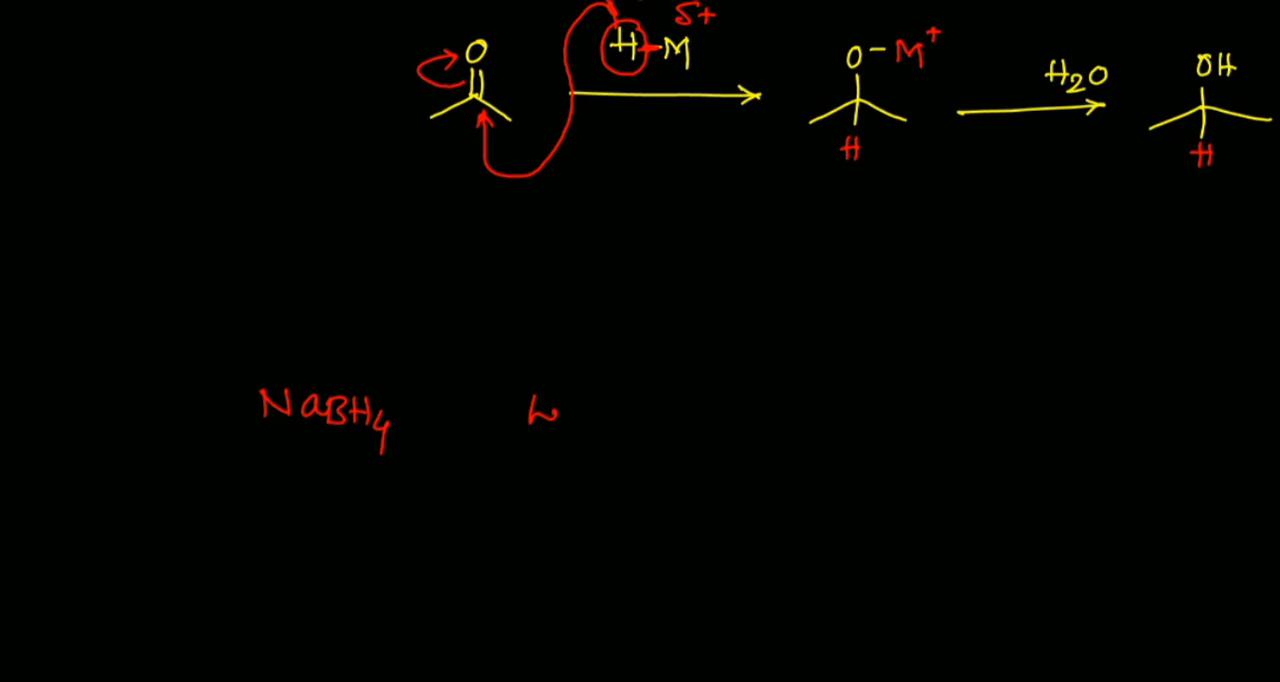 δ+
O H-M O⁻ M⁺ H₂O OH
H H
NaBH₄